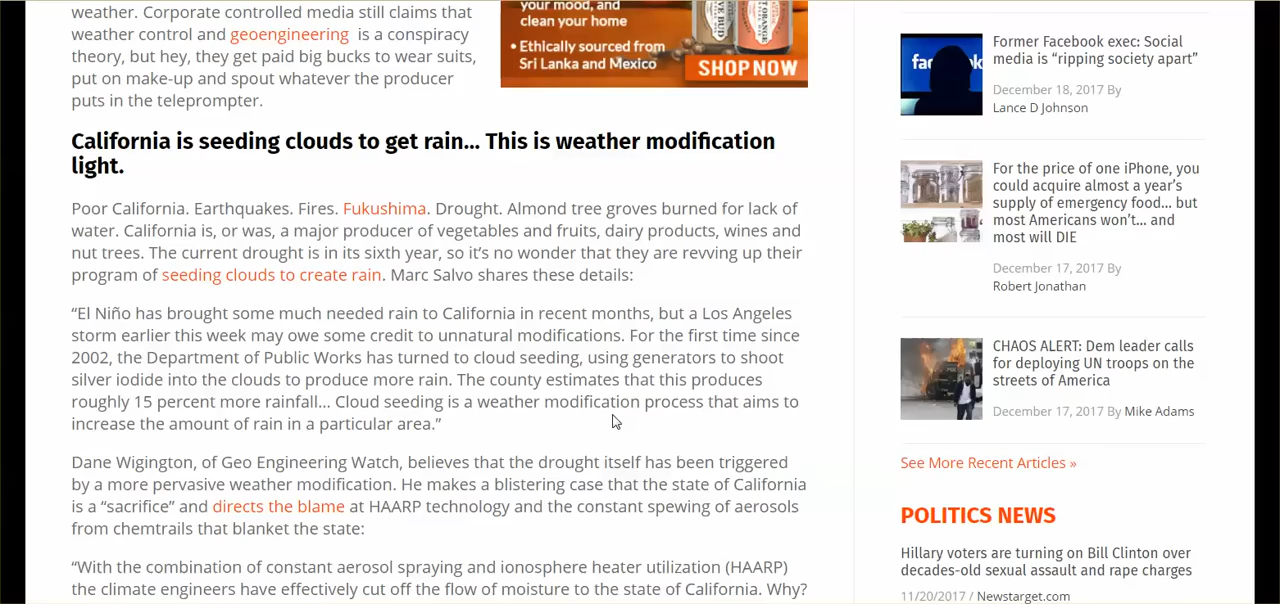 weather. Corporate controlled media still claims that
weather control and geoengineering is a conspiracy
theory, but hey, they get paid big bucks to wear suits,
put on make-up and spout whatever the producer
puts in the teleprompter.
your mood, and
clean your home
• Ethically sourced from
Sri Lanka and Mexico
SHOP NOW
California is seeding clouds to get rain… This is weather modification
light.
Poor California. Earthquakes. Fires. Fukushima. Drought. Almond tree groves burned for lack of
water. California is, or was, a major producer of vegetables and fruits, dairy products, wines and
nut trees. The current drought is in its sixth year, so it’s no wonder that they are revving up their
program of seeding clouds to create rain. Marc Salvo shares these details:
“El Niño has brought some much needed rain to California in recent months, but a Los Angeles
storm earlier this week may owe some credit to unnatural modifications. For the first time since
2002, the Department of Public Works has turned to cloud seeding, using generators to shoot
silver iodide into the clouds to produce more rain. The county estimates that this produces
roughly 15 percent more rainfall… Cloud seeding is a weather modification process that aims to
increase the amount of rain in a particular area.”
Dane Wigington, of Geo Engineering Watch, believes that the drought itself has been triggered
by a more pervasive weather modification. He makes a blistering case that the state of California
is a “sacrifice” and directs the blame at HAARP technology and the constant spewing of aerosols
from chemtrails that blanket the state:
“With the combination of constant aerosol spraying and ionosphere heater utilization (HAARP)
the climate engineers have effectively cut off the flow of moisture to the state of California. Why?
Former Facebook exec: Social
media is “ripping society apart”
December 18, 2017 By
Lance D Johnson
For the price of one iPhone, you
could acquire almost a year’s
supply of emergency food… but
most Americans won’t… and
most will DIE
December 17, 2017 By
Robert Jonathan
CHAOS ALERT: Dem leader calls
for deploying UN troops on the
streets of America
December 17, 2017 By Mike Adams
See More Recent Articles »
POLITICS NEWS
Hillary voters are turning on Bill Clinton over
decades-old sexual assault and rape charges
11/20/2017 / Newstarget.com